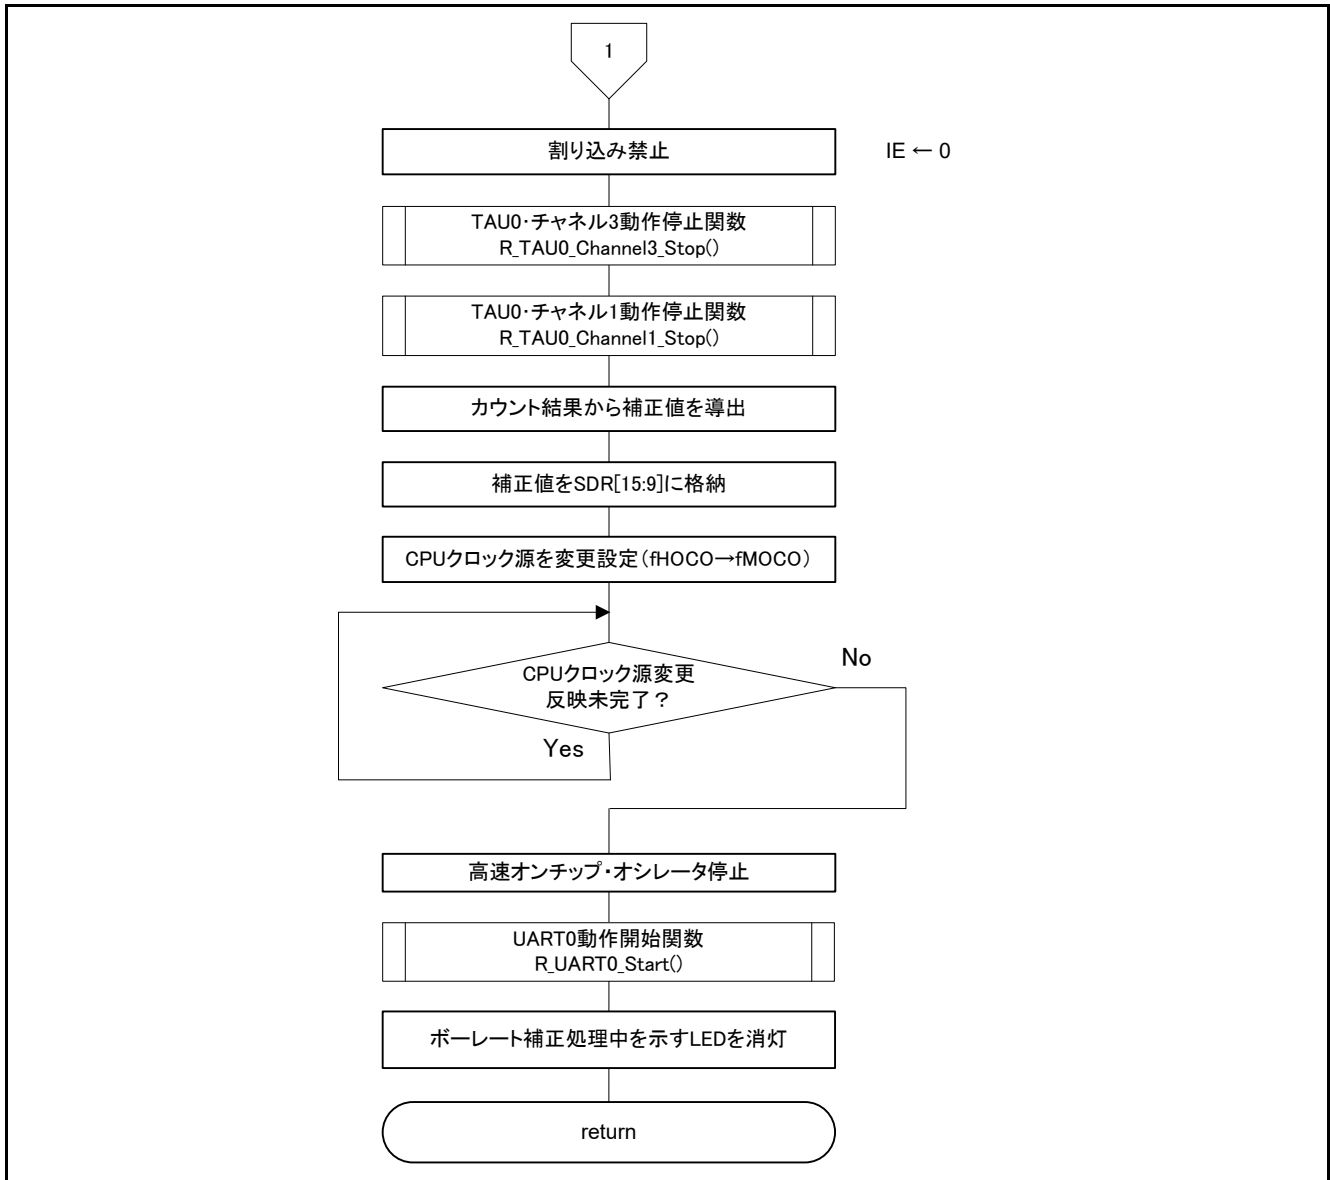 1
割り込み禁止
IE ← 0
TAU0・チャネル3動作停止関数
R_TAU0_Channel3_Stop()
TAU0・チャネル1動作停止関数
R_TAU0_Channel1_Stop()
カウント結果から補正値を導出
補正値をSDR[15:9]に格納
CPUクロック源を変更設定（fHOCO→fMOCO）
CPUクロック源変更
反映未完了？
No
Yes
高速オンチップ・オシレータ停止
UART0動作開始関数
R_UART0_Start()
ボーレート補正処理中を示すLEDを消灯
return